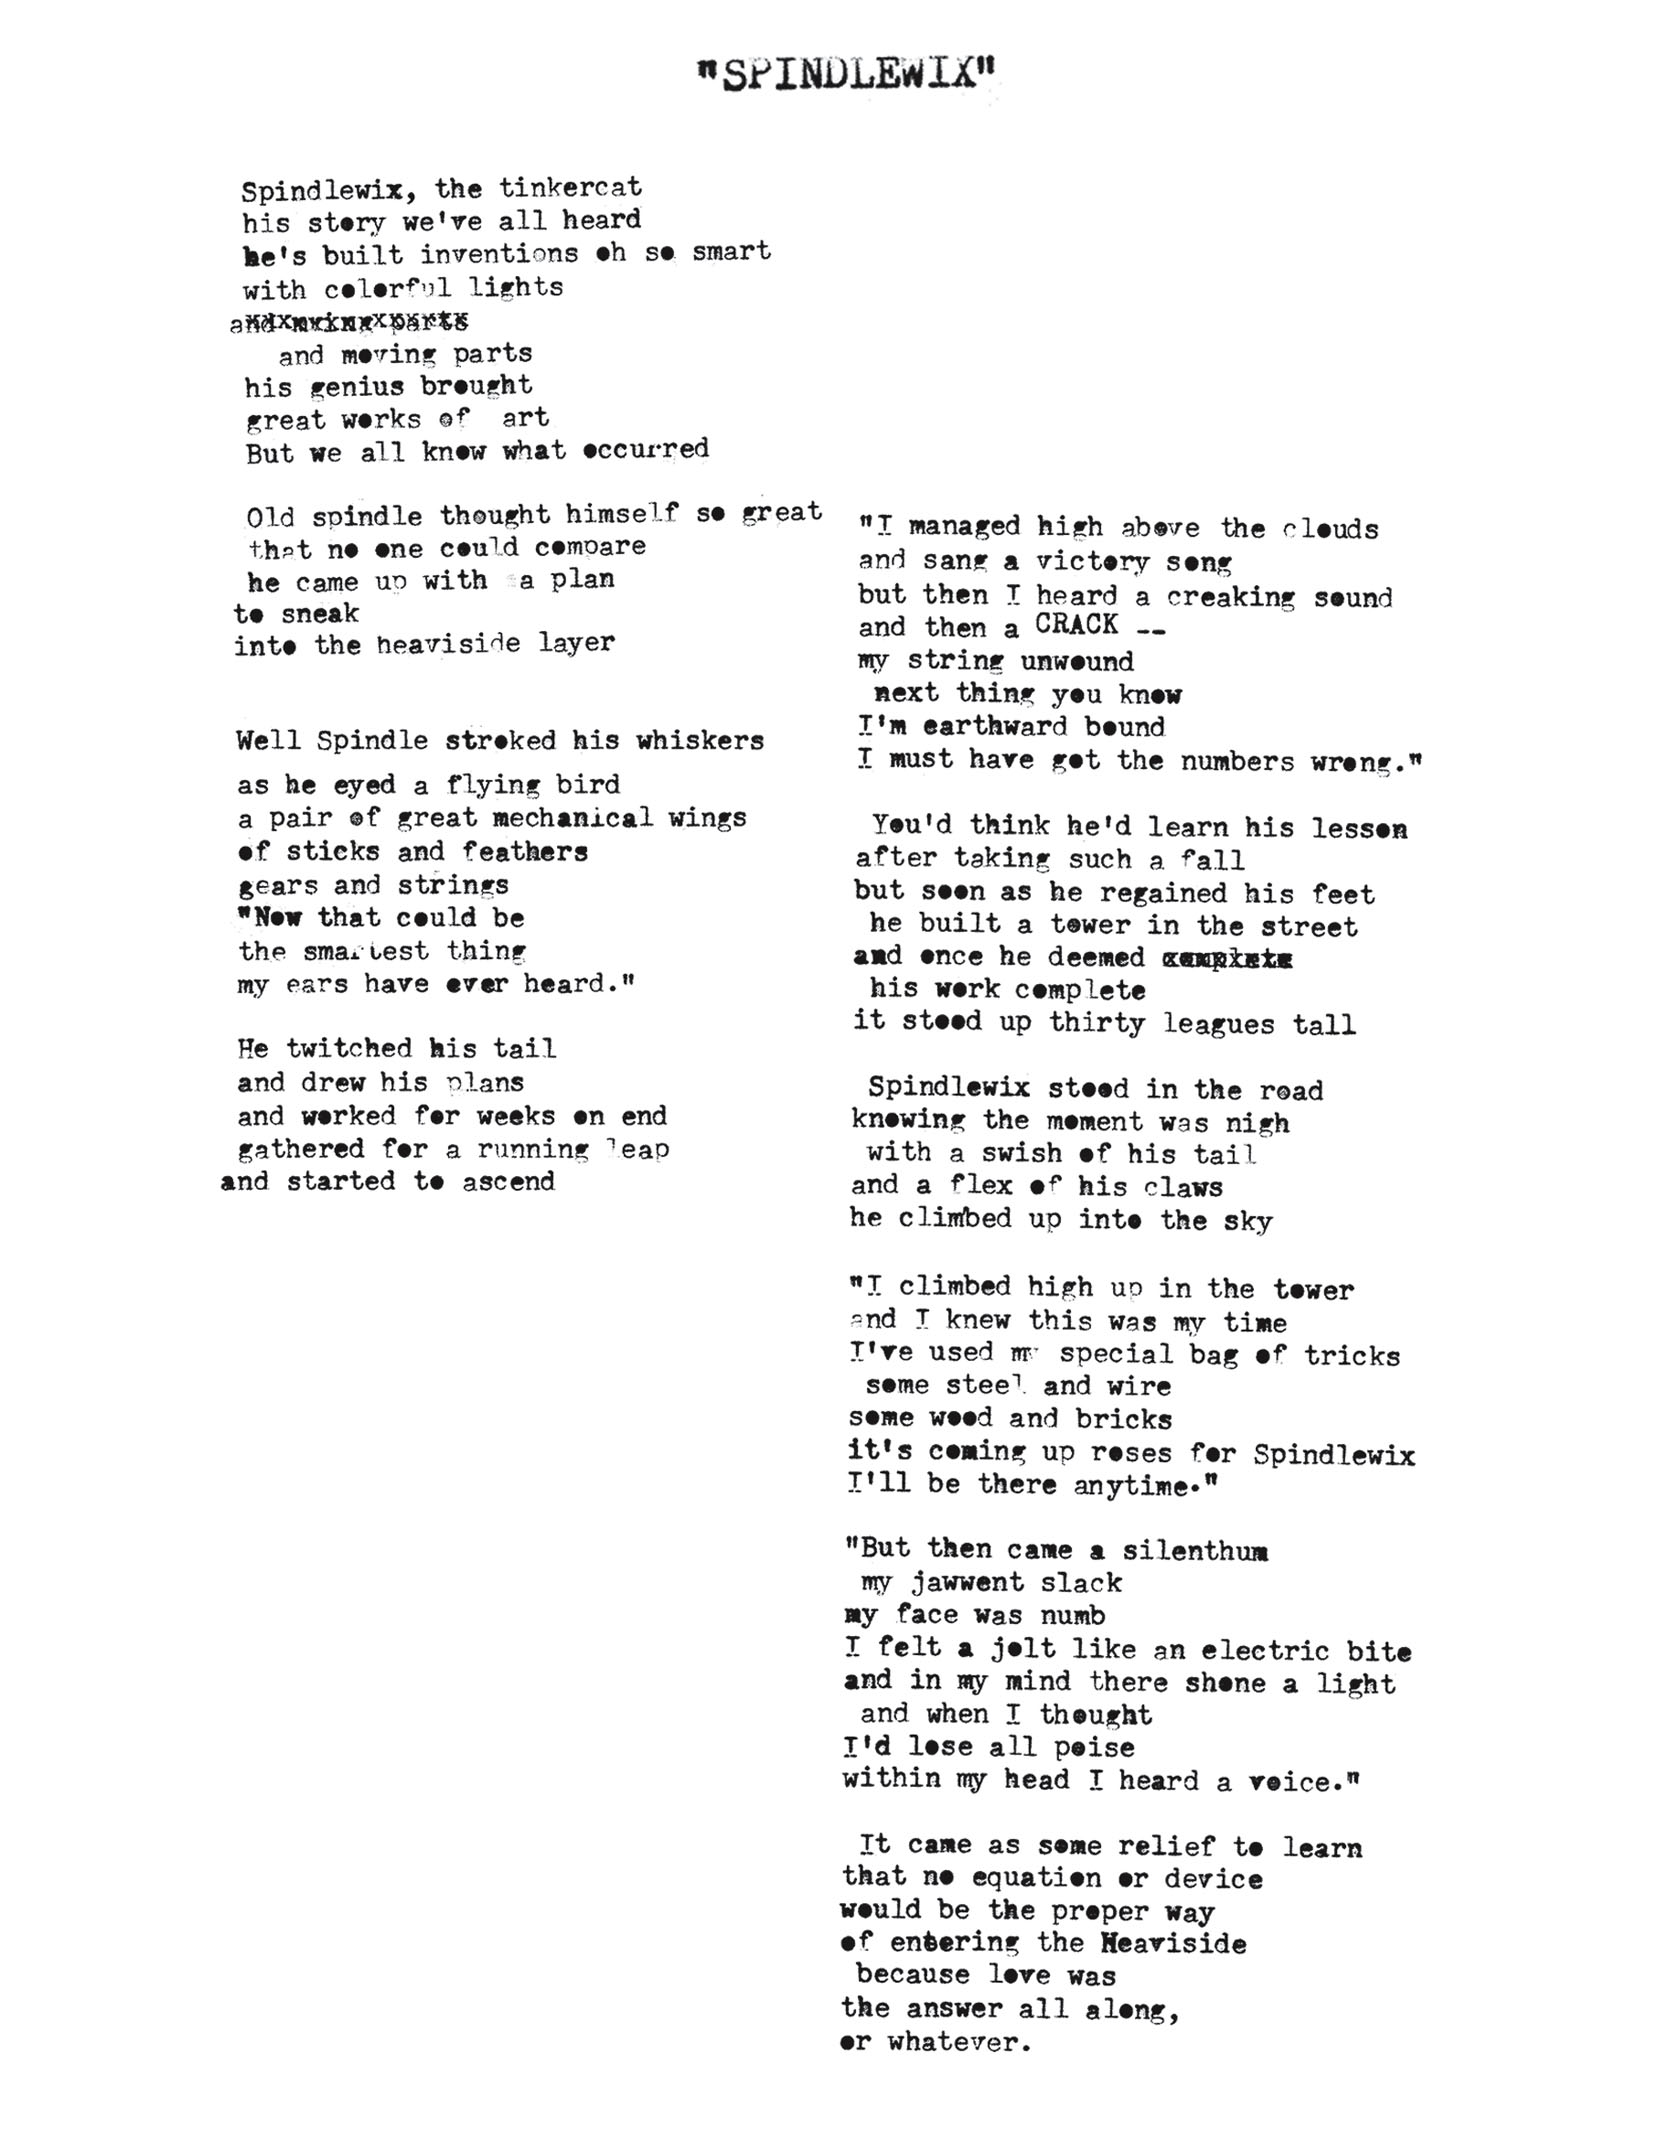 "SPINDLEWIX"
Spindlewix, the tinkercat
his story we've all heard
he's built inventions oh so smart
with colorful lights
and moving parts
and moving parts
his genius brought
great works of art
But we all know what occurred
Old spindle thought himself so great
that no one could compare
he came up with a plan
to sneak
into the heaviside layer
Well Spindle stroked his whiskers
as he eyed a flying bird
a pair of great mechanical wings
of sticks and feathers
gears and strings
"Now that could be
the smartest thing
my ears have ever heard."
He twitched his tail
and drew his plans
and worked for weeks on end
gathered for a running leap
and started to ascend
"I managed high above the clouds
and sang a victory song
but then I heard a creaking sound
and then a CRACK --
my string unwound
next thing you know
I'm earthward bound
I must have got the numbers wrong."
You'd think he'd learn his lesson
after taking such a fall
but soon as he regained his feet
he built a tower in the street
and once he deemed complete
his work complete
it stood up thirty leagues tall
Spindlewix stood in the road
knowing the moment was nigh
with a swish of his tail
and a flex of his claws
he climbed up into the sky
"I climbed high up in the tower
and I knew this was my time
I've used my special bag of tricks
some steel and wire
some wood and bricks
it's coming up roses for Spindlewix
I'll be there anytime."
"But then came a silenthum
my jawwent slack
my face was numb
I felt a jolt like an electric bite
and in my mind there shone a light
and when I thought
I'd lose all poise
within my head I heard a voice."
It came as some relief to learn
that no equation or device
would be the proper way
of entering the Heaviside
because love was
the answer all along,
or whatever.